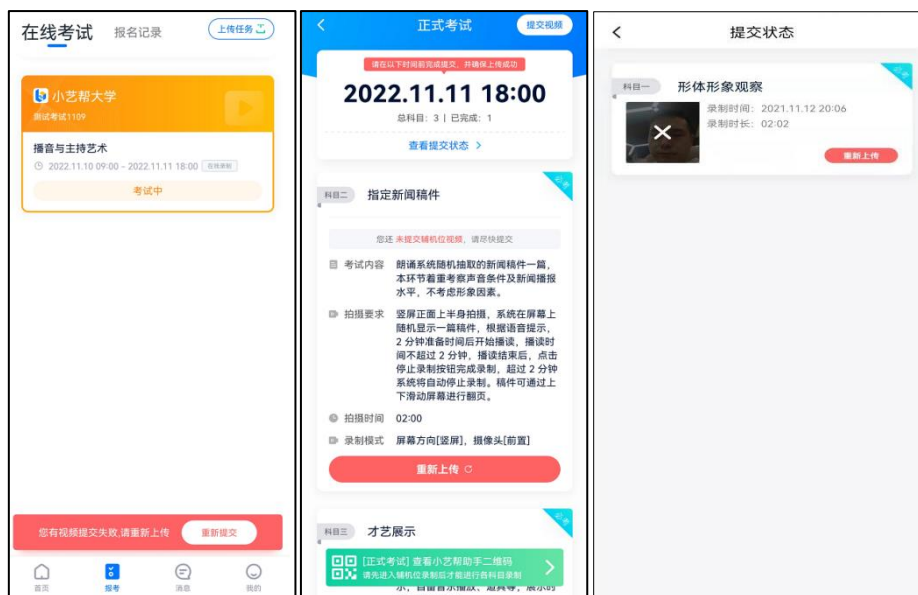 在线考试
报名记录
上传任务
小艺帮大学
测试考试1109
播音与主持艺术
2022.11.10 09:00 ~ 2022.11.11 18:00 在线录制
考试中
您有视频提交失败,请重新上传
重新提交
首页
报考
消息
我的
正式考试
提交视频
请在以下时间前完成提交，并确保上传成功
2022.11.11 18:00
总科目：3 | 已完成：1
查看提交状态 >
必考
科目二
指定新闻稿件
您还 未提交辅机位视频，请尽快提交
考试内容
朗诵系统随机抽取的新闻稿件一篇，
本环节着重考察声音条件及新闻播报
水平，不考虑形象因素。
拍摄要求
竖屏正面上半身拍摄，系统在屏幕上
随机显示一篇稿件，根据语音提示，
2 分钟准备时间后开始播读，播读时
间不超过 2 分钟，播读结束后，点击
停止录制按钮完成录制，超过 2 分钟
系统将自动停止录制。稿件可通过上
下滑动屏幕进行翻页。
拍摄时间
02:00
录制模式
屏幕方向[竖屏]，摄像头[前置]
重新上传
必考
科目三
才艺展示
[正式考试] 查看小艺帮助手二维码
请先进入辅机位录制后才能进行各科目录制
示，自备音乐播放、道具等，展示时
提交状态
必考
科目一
形体形象观察
录制时间：2021.11.12 20:06
录制时长：02:02
重新上传